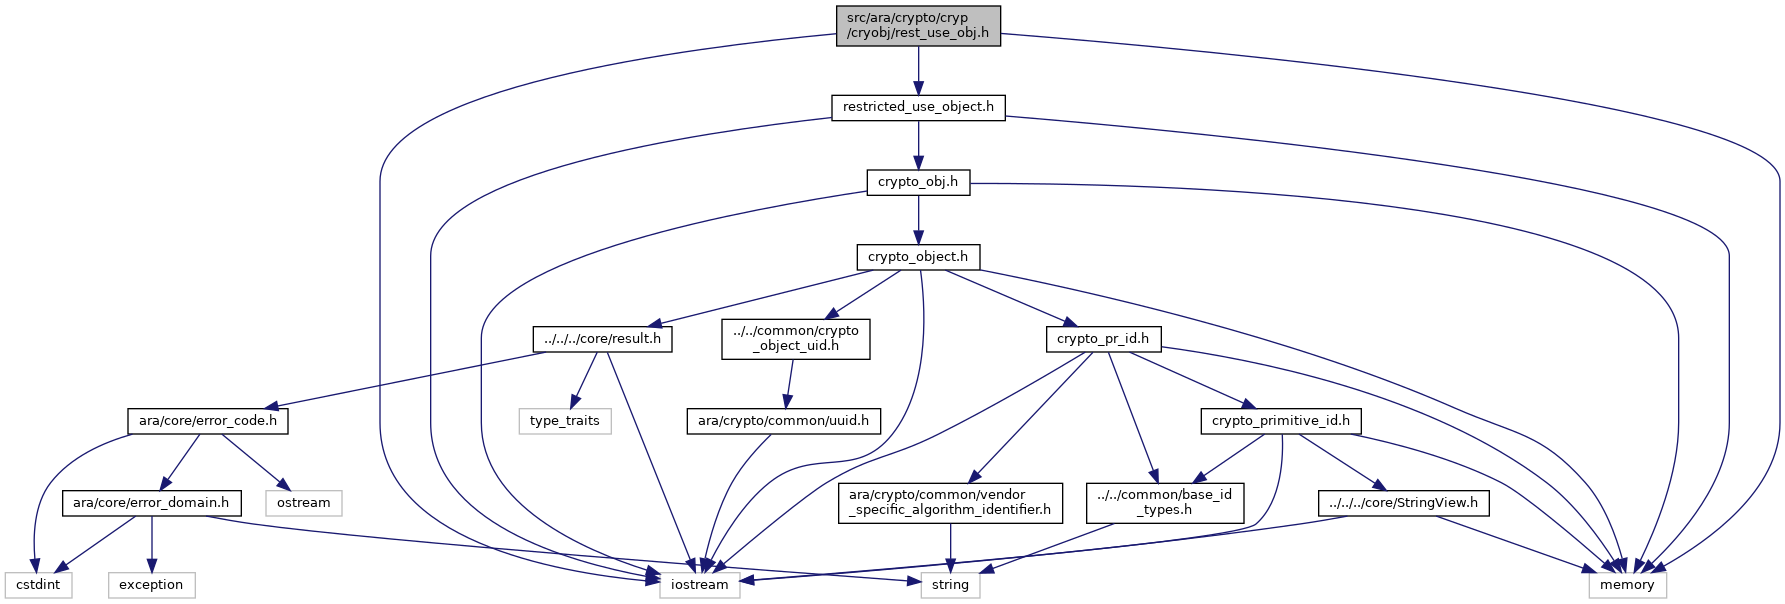 src/ara/crypto/cryp
/cryobj/rest_use_obj.h
restricted_use_object.h
crypto_obj.h
crypto_object.h
../../../core/result.h
../../common/crypto
_object_uid.h
crypto_pr_id.h
ara/core/error_code.h
type_traits
ara/crypto/common/uuid.h
crypto_primitive_id.h
ara/core/error_domain.h
ostream
ara/crypto/common/vendor
_specific_algorithm_identifier.h
../../common/base_id
_types.h
../../../core/StringView.h
cstdint
exception
iostream
string
memory